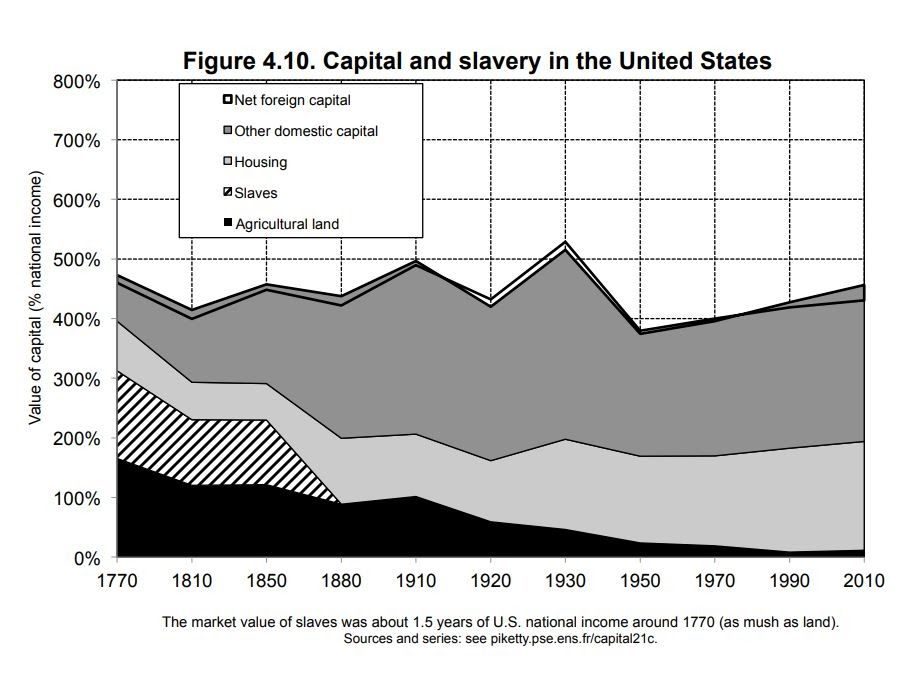 Figure 4.10. Capital and slavery in the United States
800%
700%
600%
500%
400%
300%
200%
100%
0%
Value of capital (% national income)
Net foreign capital
Other domestic capital
Housing
Slaves
Agricultural land
1770 1810 1850 1880 1910 1920 1930 1950 1970 1990 2010
The market value of slaves was about 1.5 years of U.S. national income around 1770 (as mush as land).
Sources and series: see piketty.pse.ens.fr/capital21c.